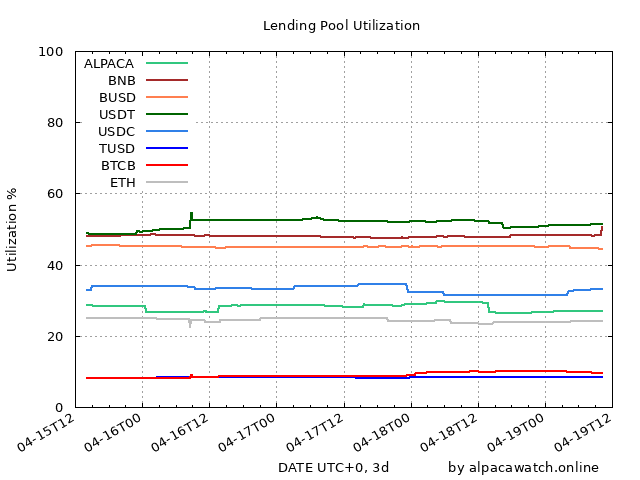 Lending Pool Utilization
100
80
60
40
20
0
Utilization %
ALPACA
BNB
BUSD
USDT
USDC
TUSD
BTCB
ETH
04-15T12
04-16T00
04-16T12
04-17T00
04-17T12
04-18T00
04-18T12
04-19T00
04-19T12
DATE UTC+0, 3d
by alpacawatch.online